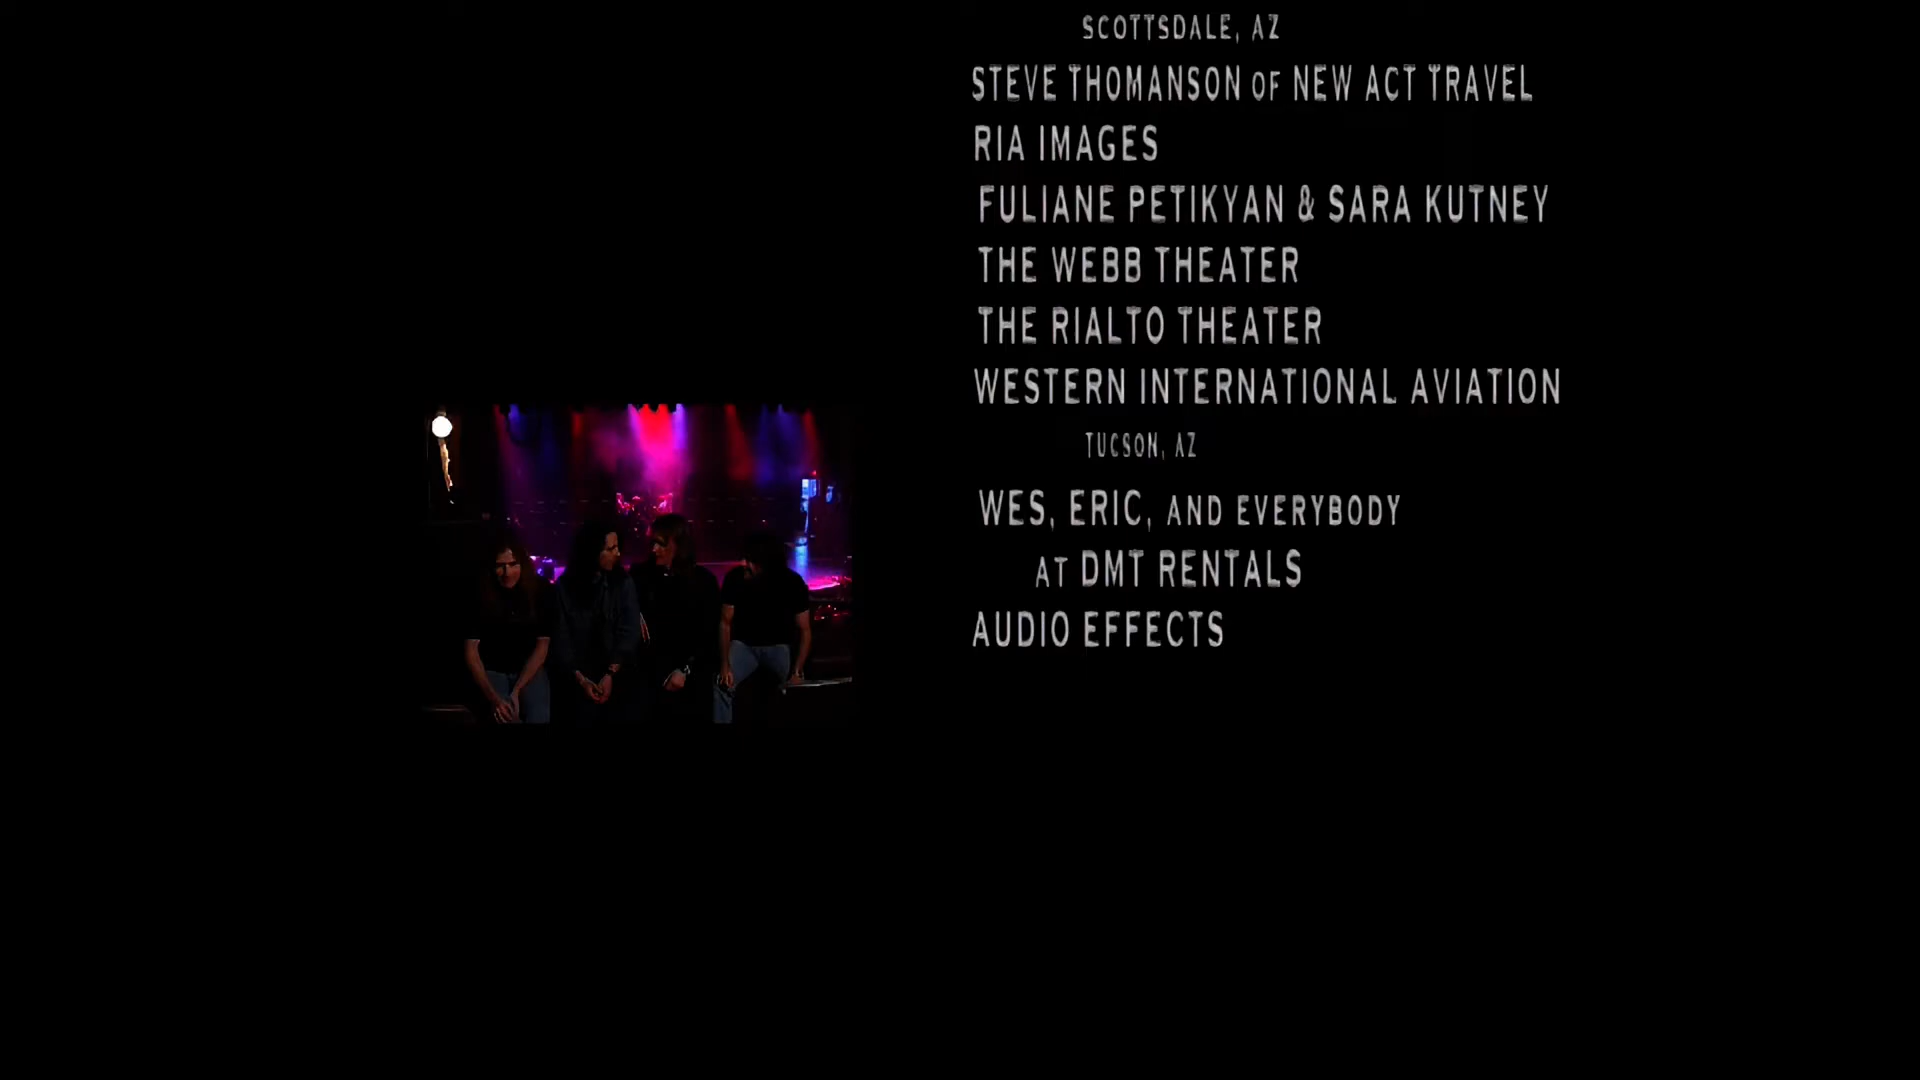 SCOTTSDALE, AZ
STEVE THOMANSON OF NEW ACT TRAVEL
RIA IMAGES
FULIANE PETIKYAN & SARA KUTNEY
THE WEBB THEATER
THE RIALTO THEATER
WESTERN INTERNATIONAL AVIATION
TUCSON, AZ
WES, ERIC, AND EVERYBODY
AT DMT RENTALS
AUDIO EFFECTS